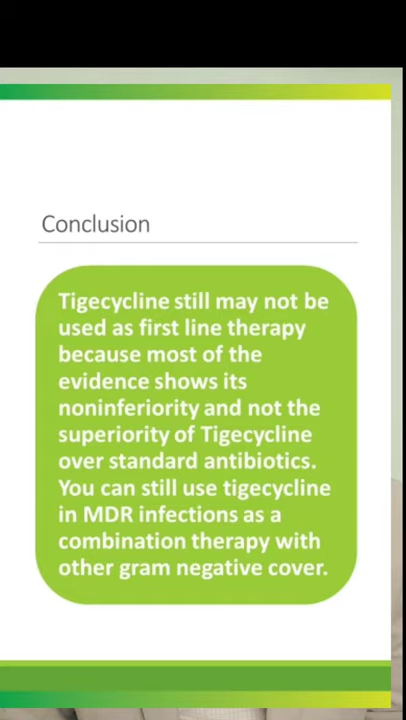 Conclusion
Tigecycline still may not be
used as first line therapy
because most of the
evidence shows its
noninferiority and not the
superiority of Tigecycline
over standard antibiotics.
You can still use tigecycline
in MDR infections as a
combination therapy with
other gram negative cover.